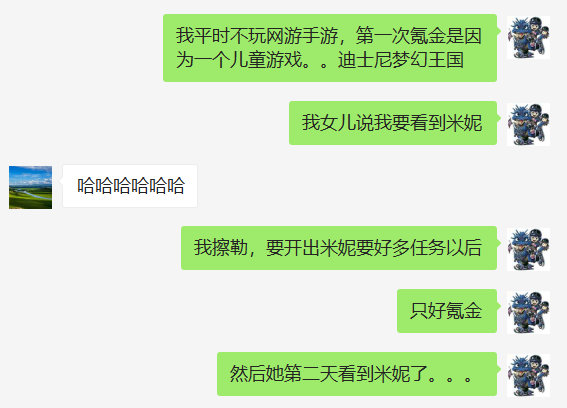 我平时不玩网游手游，第一次氪金是因
为一个儿童游戏。。迪士尼梦幻王国
我女儿说我要看到米妮
哈哈哈哈哈哈
我擦勒，要开出米妮要好多任务以后
只好氪金
然后她第二天看到米妮了。。。